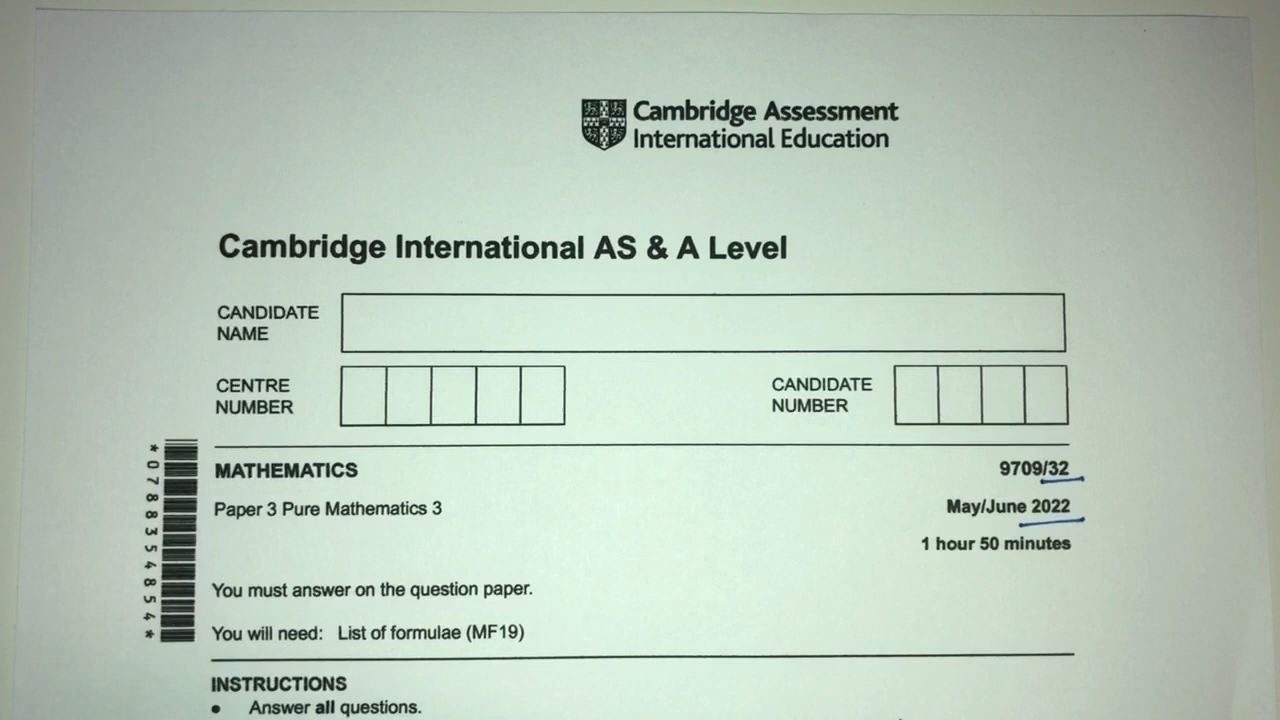 Cambridge Assessment
International Education
Cambridge International AS & A Level
CANDIDATE
NAME
CENTRE
NUMBER
CANDIDATE
NUMBER
*0788354854*
MATHEMATICS
9709/32
Paper 3 Pure Mathematics 3
May/June 2022
1 hour 50 minutes
You must answer on the question paper.
You will need: List of formulae (MF19)
INSTRUCTIONS
● Answer all questions.